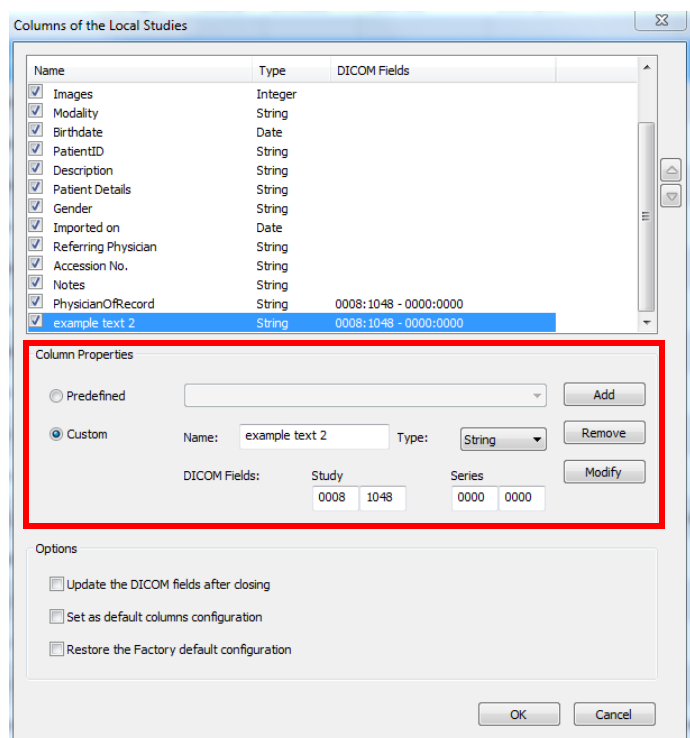 Columns of the Local Studies
Name Type DICOM Fields
Images Integer
Modality String
Birthdate Date
PatientID String
Description String
Patient Details String
Gender String
Imported on Date
Referring Physician String
Accession No. String
Notes String
PhysicianOfRecord String 0008:1048 - 0000:0000
example text 2 String 0008:1048 - 0000:0000
Column Properties
Predefined Add
Custom Name: example text 2 Type: String Remove
DICOM Fields: Study Series Modify
0008 1048 0000 0000
Options
Update the DICOM fields after closing
Set as default columns configuration
Restore the Factory default configuration
OK Cancel